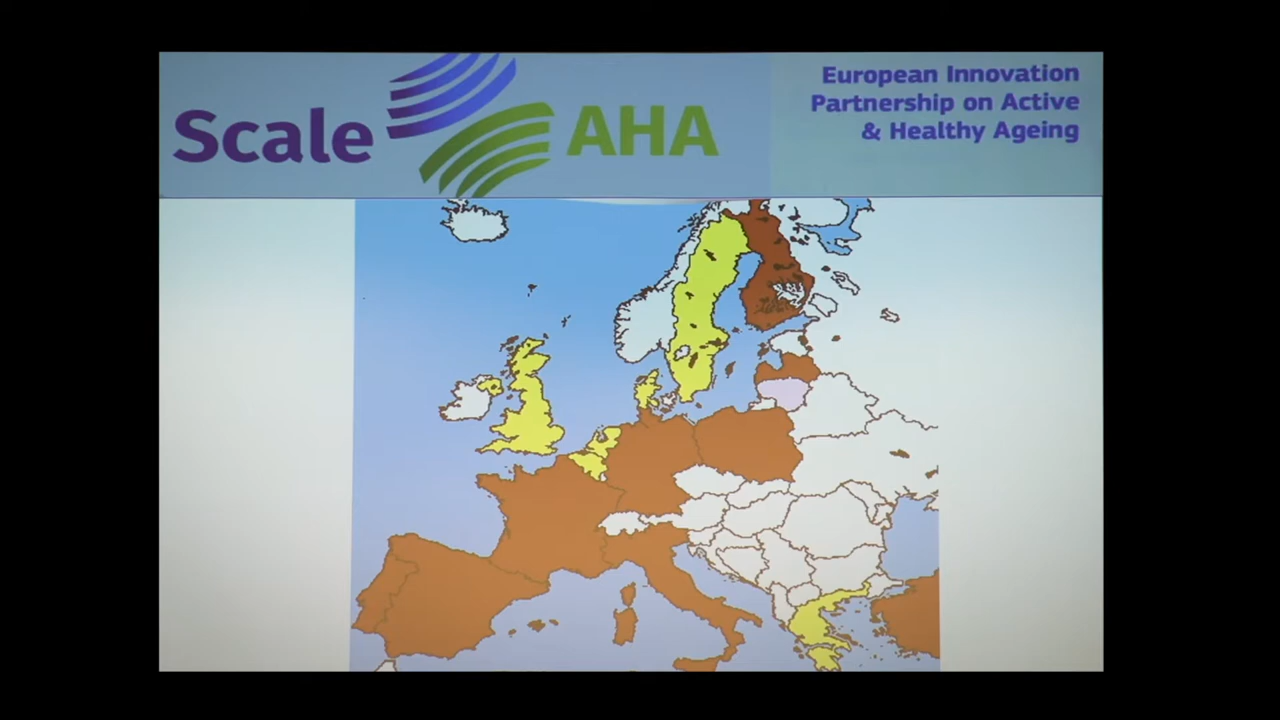 Scale AHA
European Innovation
Partnership on Active
& Healthy Ageing